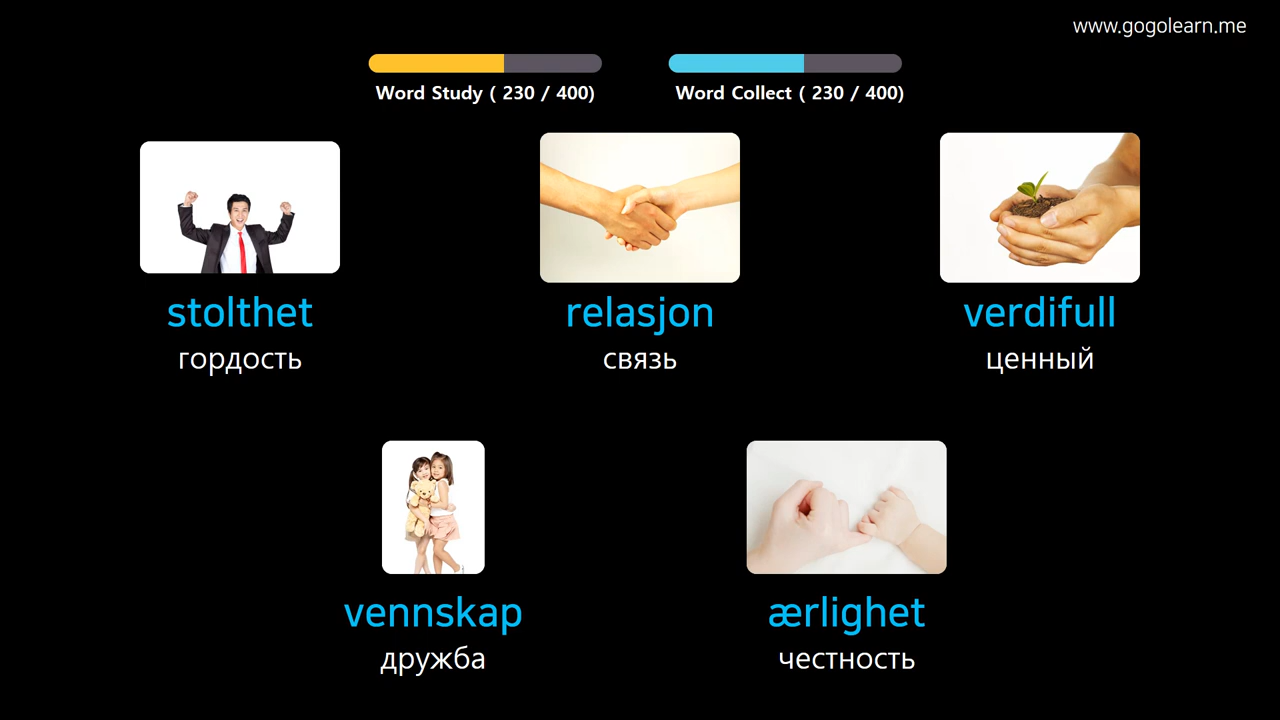 www.gogolearn.me
Word Study ( 230 / 400)
Word Collect ( 230 / 400)
stolthet
гордость
relasjon
связь
verdifull
ценный
vennskap
дружба
ærlighet
честность